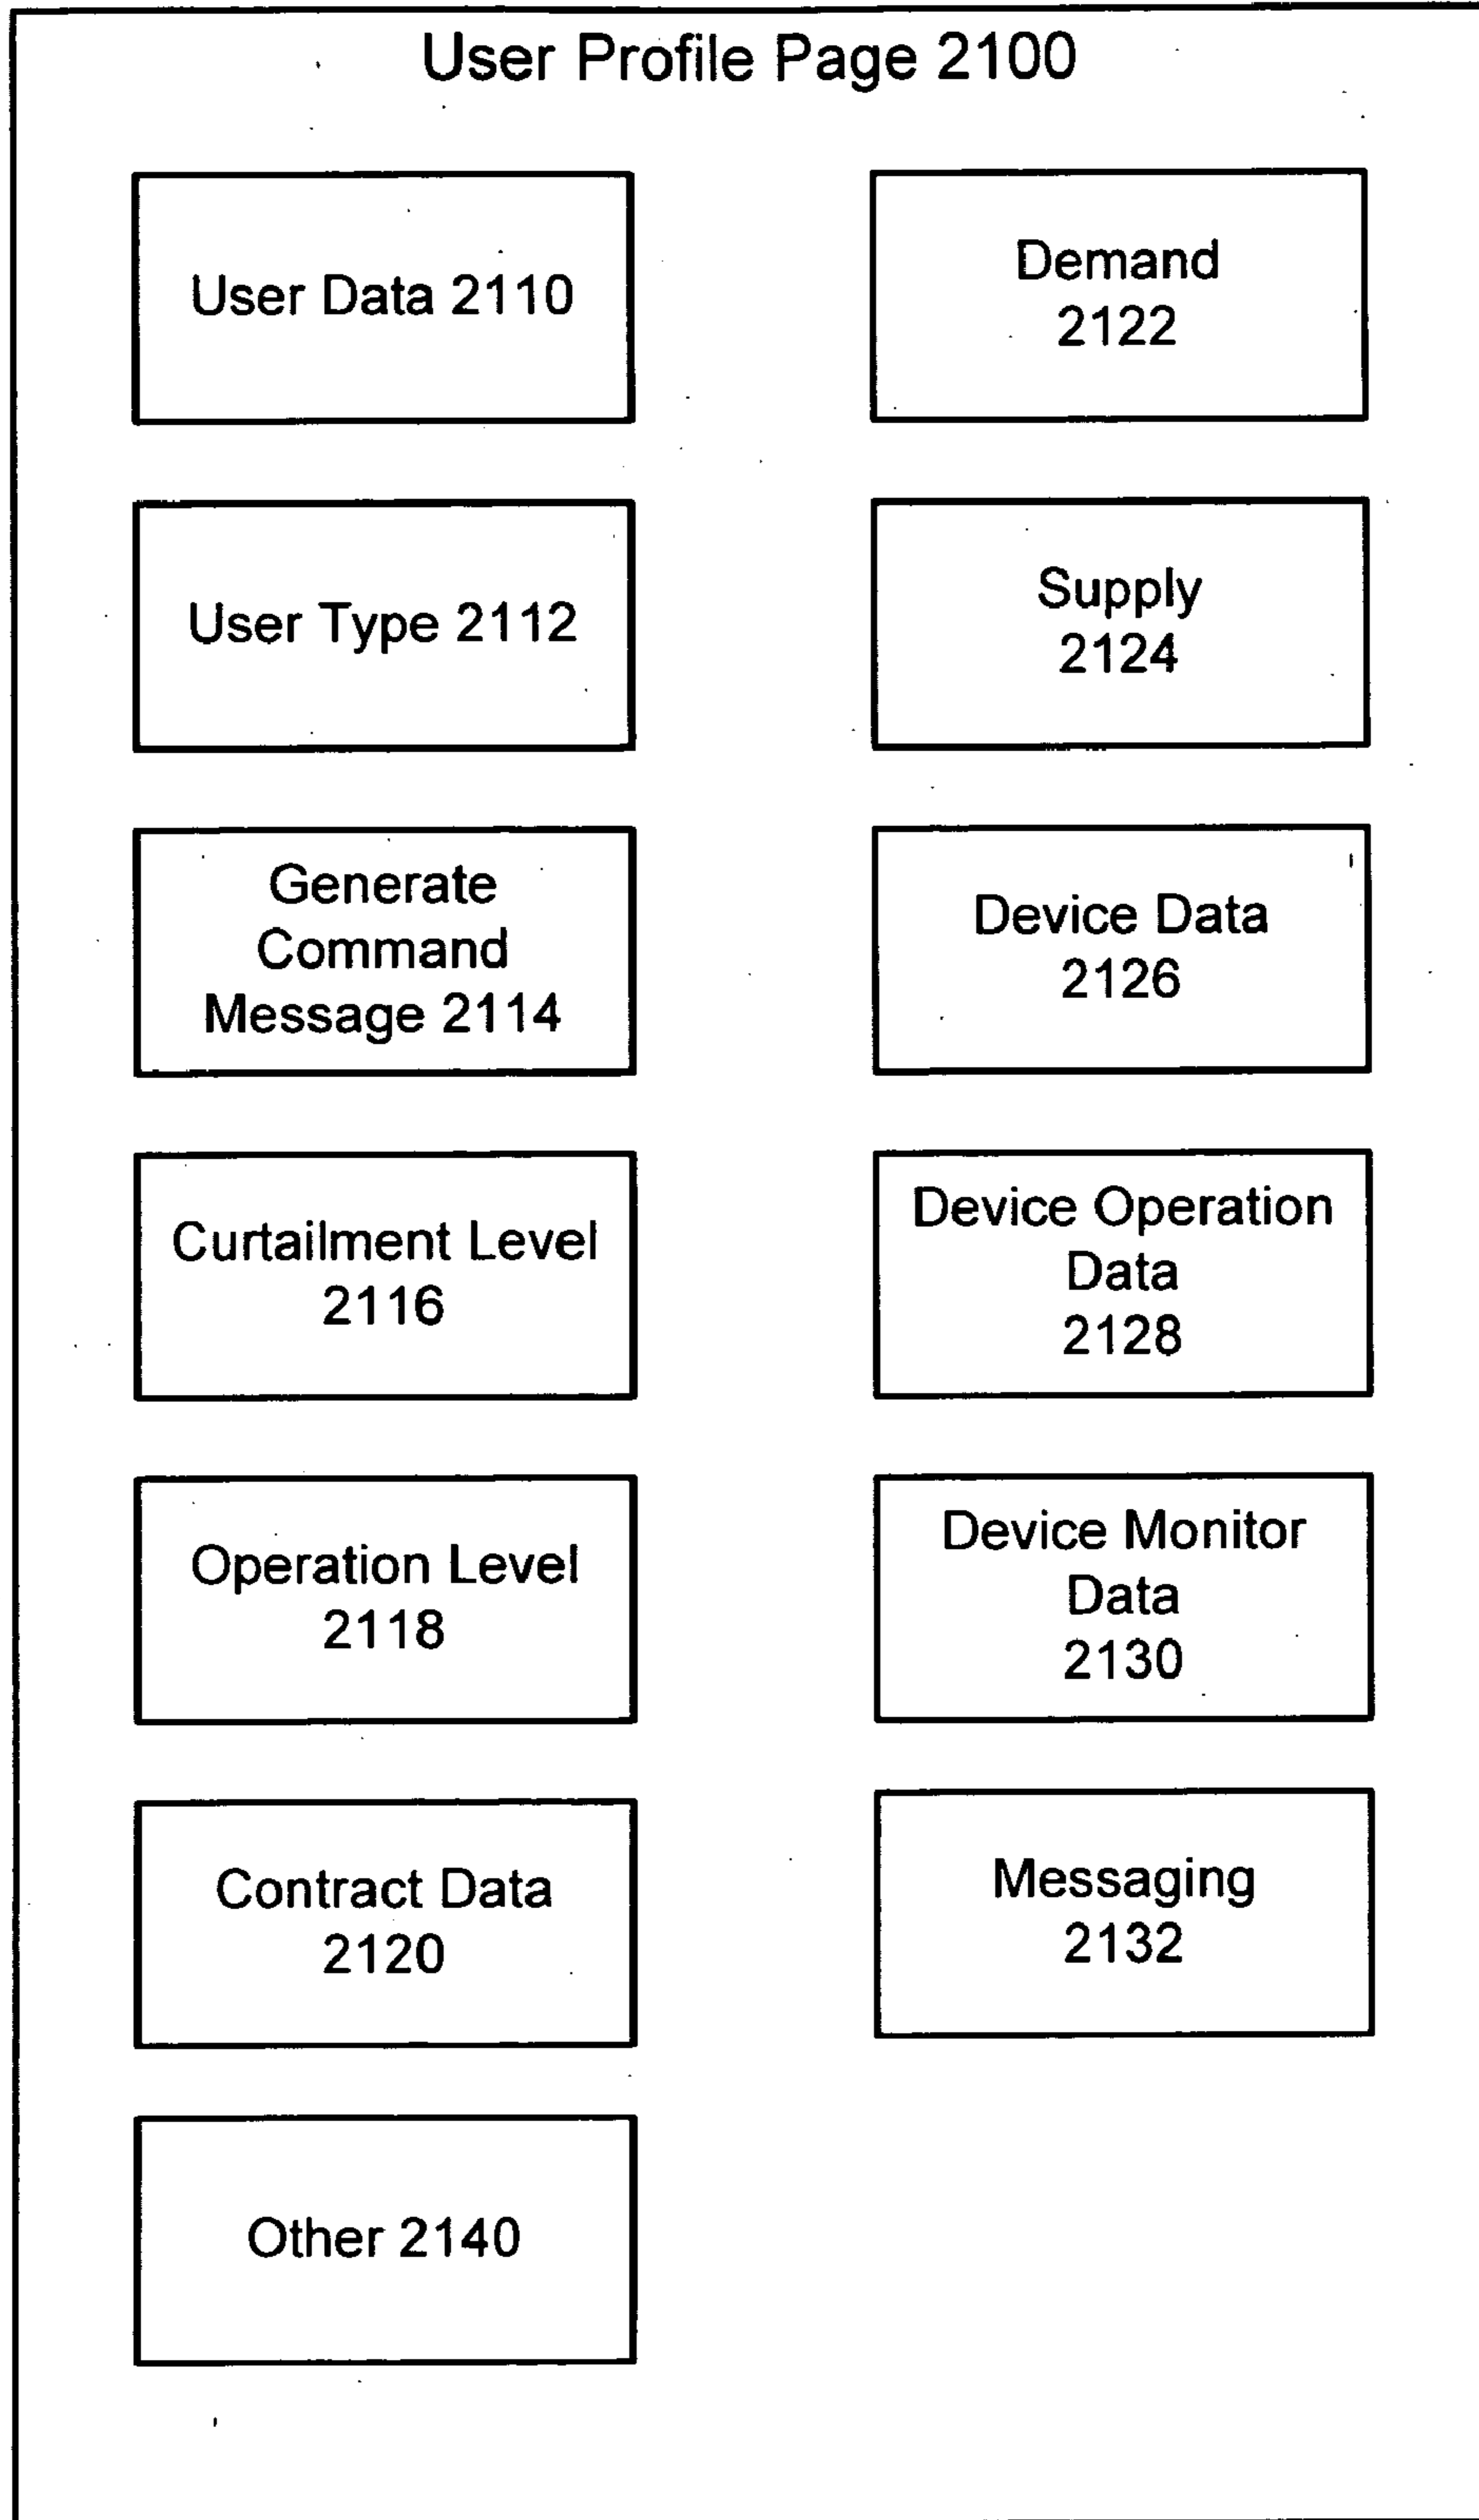 User Profile Page 2100
User Data 2110
User Type 2112
Generate
Command
Message 2114
Curtailment Level
2116
Operation Level
2118
Contract Data
2120
Other 2140
Demand
2122
Supply
2124
Device Data
2126
Device Operation
Data
2128
Device Monitor
Data
2130
Messaging
2132